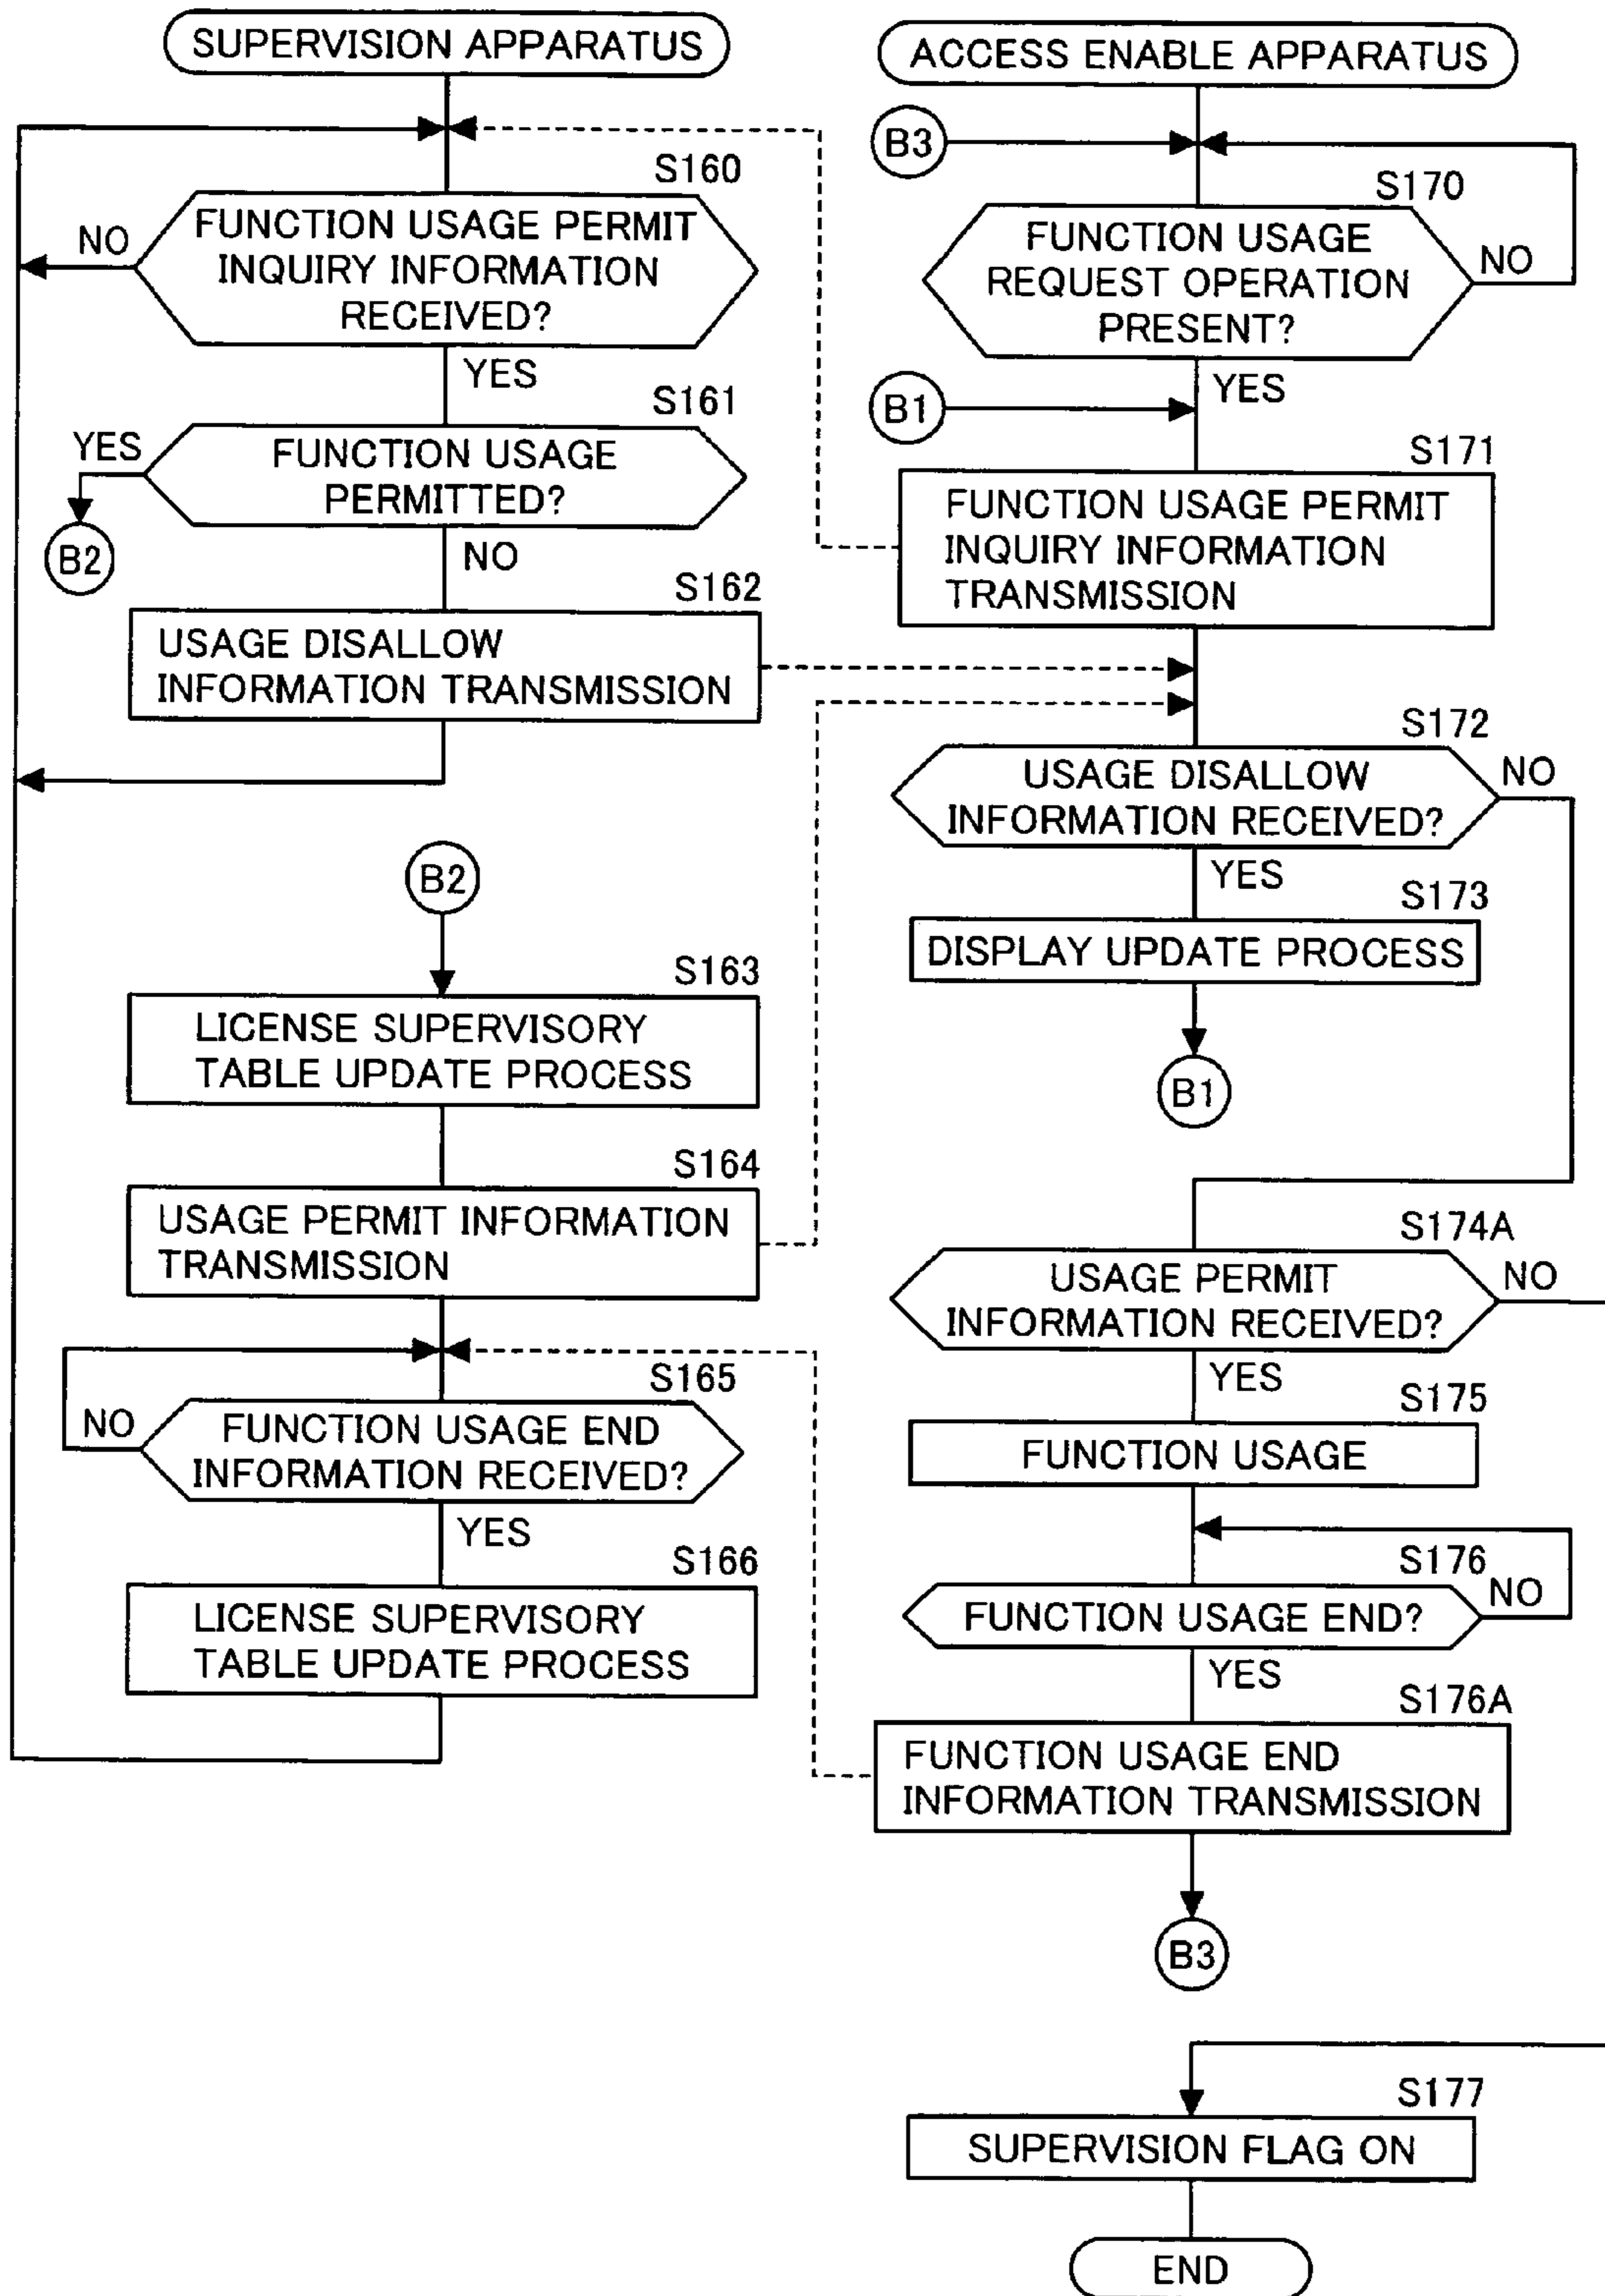 SUPERVISION APPARATUS
S160
FUNCTION USAGE PERMIT
INQUIRY INFORMATION
RECEIVED?
NO
YES
S161
YES
FUNCTION USAGE
PERMITTED?
B2
NO
S162
USAGE DISALLOW
INFORMATION TRANSMISSION
B2
S163
LICENSE SUPERVISORY
TABLE UPDATE PROCESS
S164
USAGE PERMIT INFORMATION
TRANSMISSION
S165
NO
FUNCTION USAGE END
INFORMATION RECEIVED?
YES
S166
LICENSE SUPERVISORY
TABLE UPDATE PROCESS
ACCESS ENABLE APPARATUS
B3
S170
FUNCTION USAGE
REQUEST OPERATION
PRESENT?
NO
YES
B1
S171
FUNCTION USAGE PERMIT
INQUIRY INFORMATION
TRANSMISSION
S172
USAGE DISALLOW
INFORMATION RECEIVED?
NO
YES
S173
DISPLAY UPDATE PROCESS
B1
S174A
USAGE PERMIT
INFORMATION RECEIVED?
NO
YES
S175
FUNCTION USAGE
S176
FUNCTION USAGE END?
NO
YES
S176A
FUNCTION USAGE END
INFORMATION TRANSMISSION
B3
S177
SUPERVISION FLAG ON
END